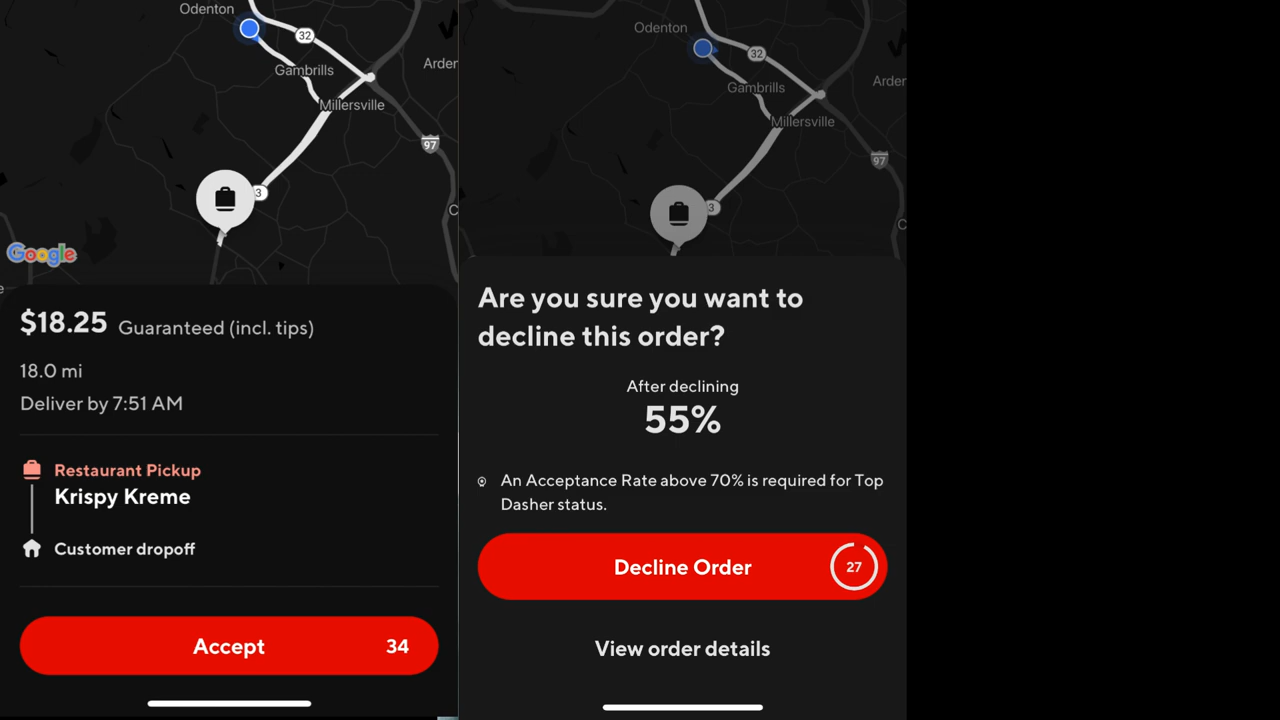 Odenton
32
Gambrills
Arder
Millersville
97
3
C
Google
e
$18.25 Guaranteed (incl. tips)
18.0 mi
Deliver by 7:51 AM
Restaurant Pickup
Krispy Kreme
Customer dropoff
Accept 34
Odenton
32
Gambrills
Arder
Millersville
97
3
C
Are you sure you want to
decline this order?
After declining
55%
An Acceptance Rate above 70% is required for Top
Dasher status.
Decline Order 27
View order details